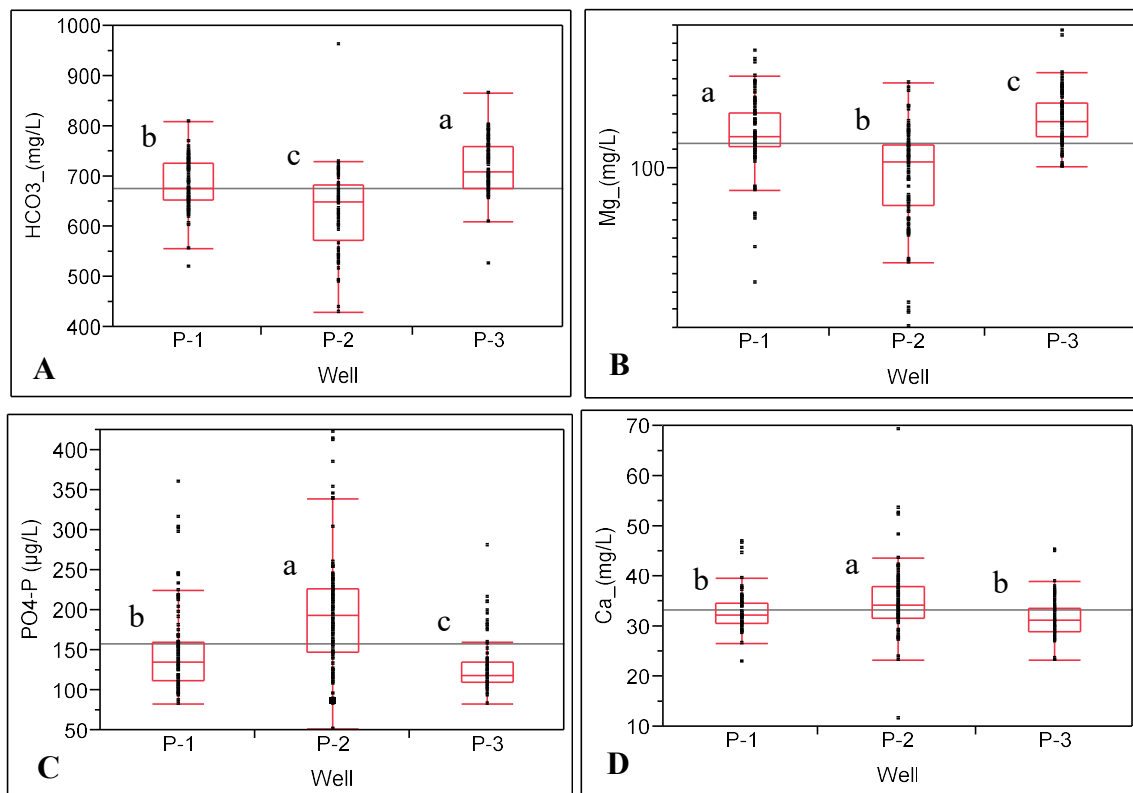 1000
900
800
700
600
500
400
HCO3_(mg/L)
b
c
a
P-1 P-2 P-3
Well
A
Mg_(mg/L)
100
a
b
c
P-1 P-2 P-3
Well
B
400
350
300
250
200
150
100
50
PO4-P (µg/L)
b
a
c
P-1 P-2 P-3
Well
C
70
60
50
40
30
20
10
Ca_(mg/L)
b
a
b
P-1 P-2 P-3
Well
D